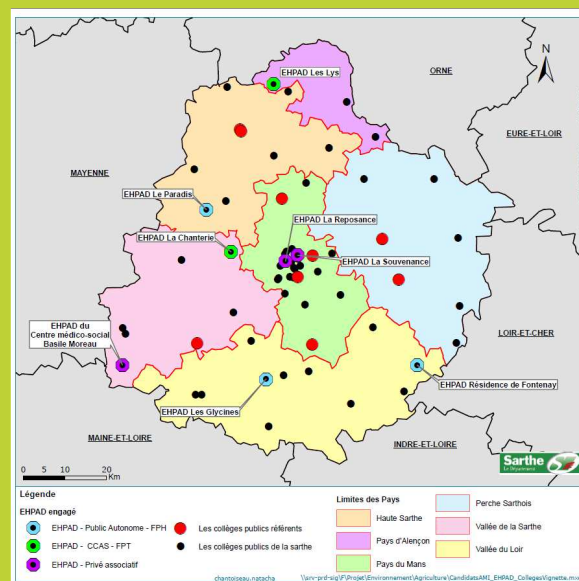 N
EHPAD Les Lys
ORNE
EURE-ET-LOIR
MAYENNE
EHPAD Le Paradis
EHPAD La Reposance
EHPAD La Chanterie
EHPAD La Souvenance
EHPAD du
Centre médico-social
Basile Moreau
LOIR-ET-CHER
EHPAD Résidence de Fontenay
EHPAD Les Glycines
MAINE-ET-LOIRE
INDRE-ET-LOIRE
Sarthe
Le Département
0 5 10 20
Km
Légende
EHPAD engagé
EHPAD - Public Autonome - FPH
EHPAD - CCAS - FPT
EHPAD - Privé associatif
Les collèges publics référents
Les collèges publics de la sarthe
Limites des Pays
Haute Sarthe
Pays d'Alençon
Pays du Mans
Perche Sarthois
Vallée de la Sarthe
Vallée du Loir
chantoiseau.natacha